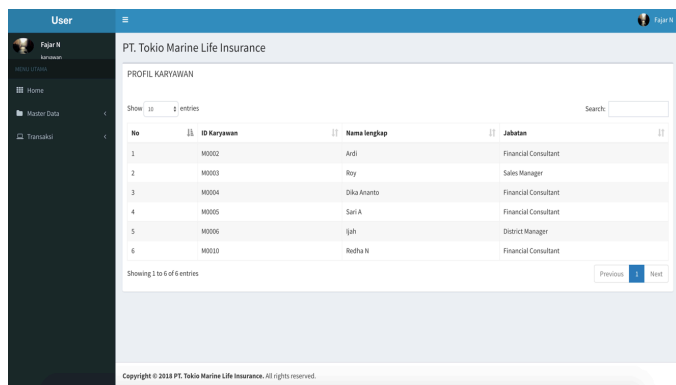 User
Fajar N
Fajar N
karyawan
PT. Tokio Marine Life Insurance
MENU UTAMA
PROFIL KARYAWAN
Home
Master Data
Transaksi
Show 10 entries
Search:
No ID Karyawan Nama lengkap Jabatan
1 M0002 Ardi Financial Consultant
2 M0003 Roy Sales Manager
3 M0004 Dika Ananto Financial Consultant
4 M0005 Sari A Financial Consultant
5 M0006 Ijah District Manager
6 M0010 Redha N Financial Consultant
Showing 1 to 6 of 6 entries
Previous 1 Next
Copyright © 2018 PT. Tokio Marine Life Insurance. All rights reserved.